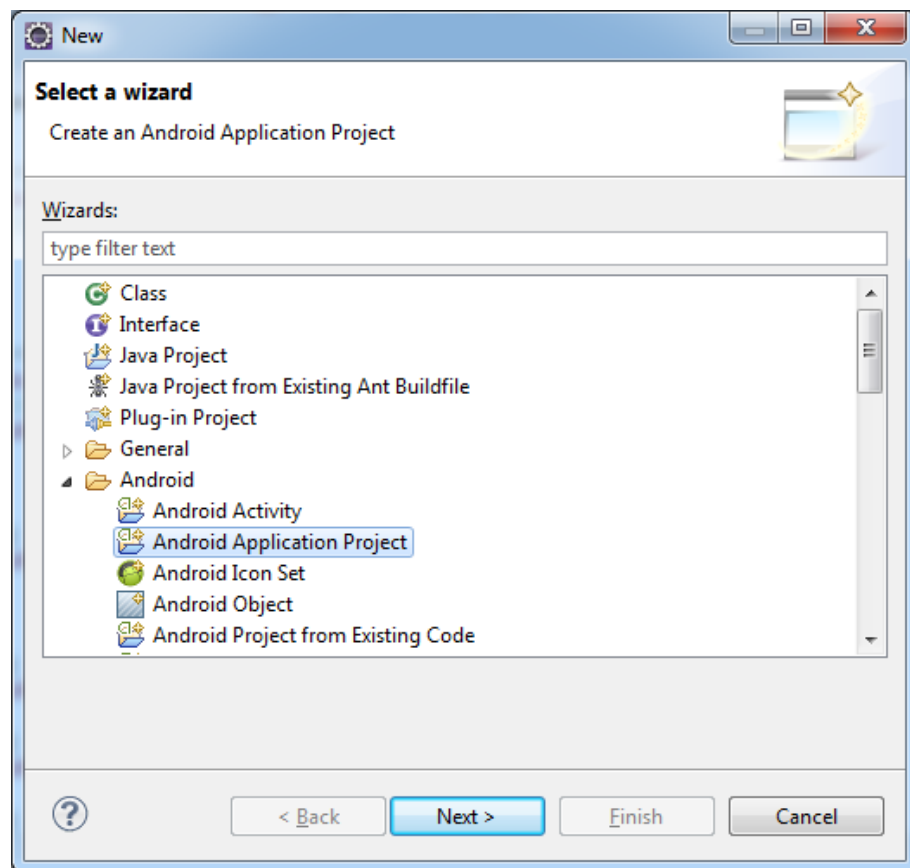 New
Select a wizard
Create an Android Application Project
Wizards:
type filter text
Class
Interface
Java Project
Java Project from Existing Ant Buildfile
Plug-in Project
General
Android
Android Activity
Android Application Project
Android Icon Set
Android Object
Android Project from Existing Code
< Back Next > Finish Cancel